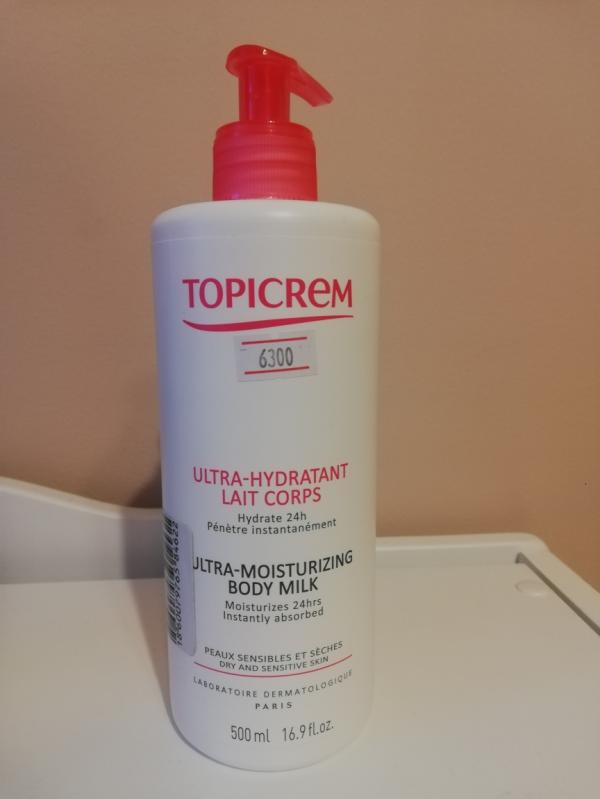 TOPICREM
6300
ULTRA-HYDRATANT
LAIT CORPS
Hydrate 24h
Pénètre instantanément
ULTRA-MOISTURIZING
BODY MILK
Moisturizes 24hrs
Instantly absorbed
PEAUX SENSIBLES ET SÈCHES
DRY AND SENSITIVE SKIN
LABORATOIRE DERMATOLOGIQUE
PARIS
500 ml 16.9 fl.oz.